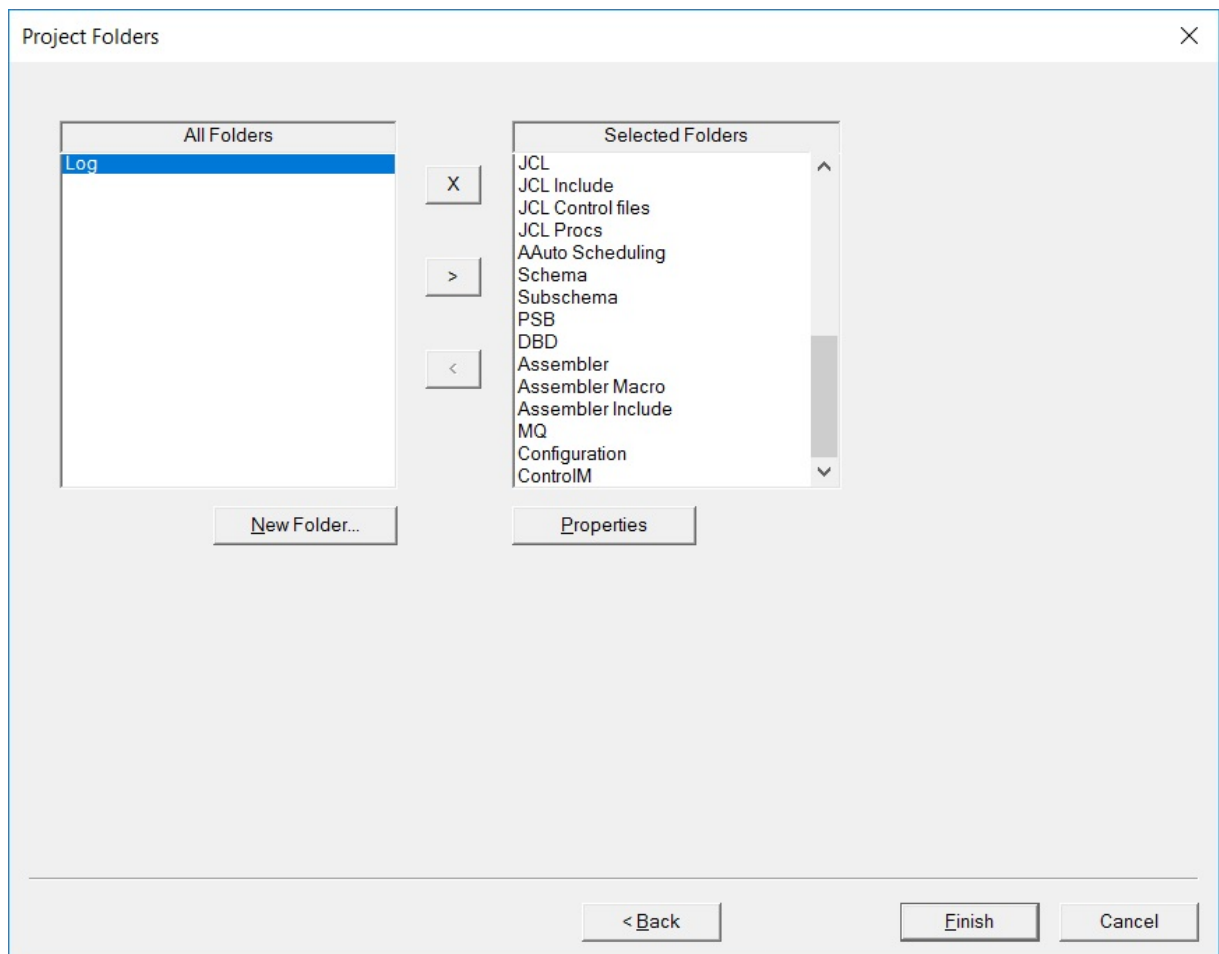 Project Folders
All Folders
Log
X
>
<
New Folder...
Selected Folders
JCL
JCL Include
JCL Control files
JCL Procs
AAuto Scheduling
Schema
Subschema
PSB
DBD
Assembler
Assembler Macro
Assembler Include
MQ
Configuration
ControlM
Properties
< Back
Finish
Cancel